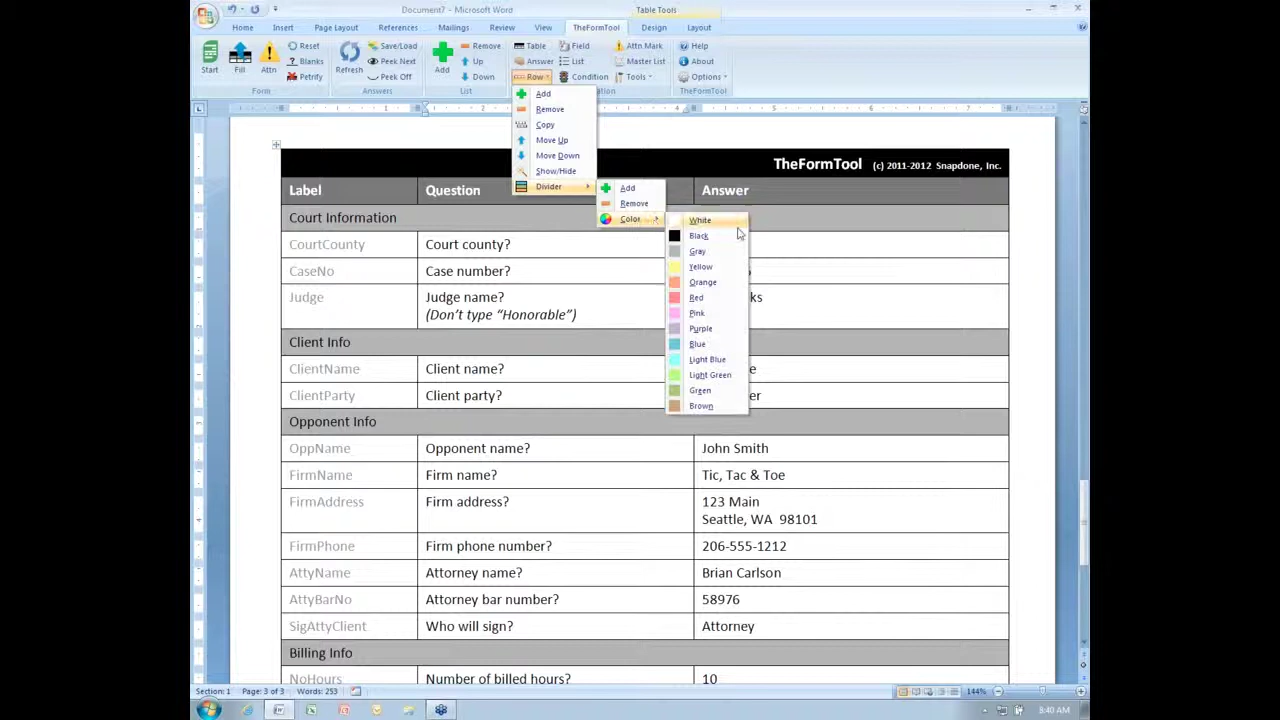 Document7 - Microsoft Word
Table Tools
Home Insert Page Layout References Mailings Review View TheFormTool Design Layout
Start Fill Attn Reset Refresh Save/Load Add Remove Table Field Attn Mark Help
Blanks Peek Next Up Answer List Master List About
Petrify Peek Off Down Row Condition Tools Options
Form Answers List TheFormTool
Add
Remove
Copy
Move Up
Move Down
Show/Hide
Divider
Add
Remove
Color
White
Black
Gray
Yellow
Orange
Red
Pink
Purple
Blue
Light Blue
Light Green
Green
Brown
TheFormTool (c) 2011-2012 Snapdone, Inc.
Label Question Answer
Court Information
CourtCounty Court county?
CaseNo Case number?
Judge Judge name?
(Don't type “Honorable”)
Client Info
ClientName Client name?
ClientParty Client party?
Opponent Info
OppName Opponent name? John Smith
FirmName Firm name? Tic, Tac & Toe
FirmAddress Firm address? 123 Main
Seattle, WA 98101
FirmPhone Firm phone number? 206-555-1212
AttyName Attorney name? Brian Carlson
AttyBarNo Attorney bar number? 58976
SigAttyClient Who will sign? Attorney
Billing Info
NoHours Number of billed hours? 10
Section: 1 Page: 3 of 3 Words: 253 144%
8:40 AM